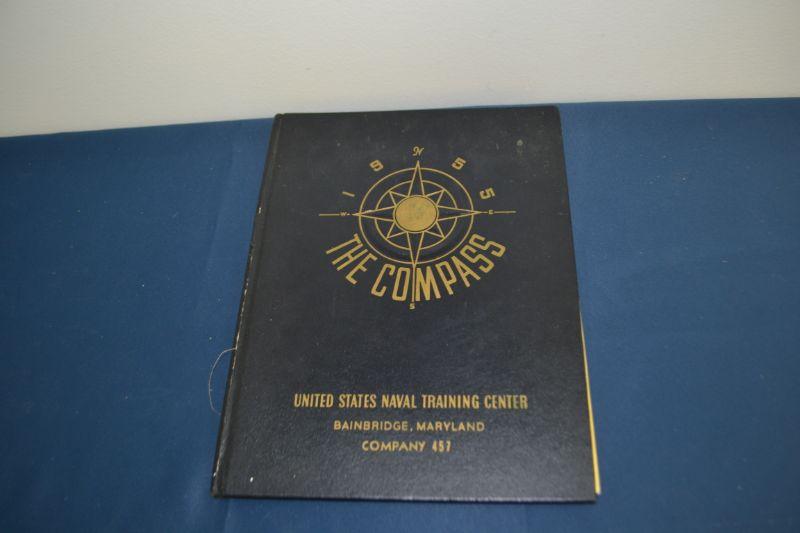 N
1955
W E
THE COMPASS
S
UNITED STATES NAVAL TRAINING CENTER
BAINBRIDGE, MARYLAND
COMPANY 457